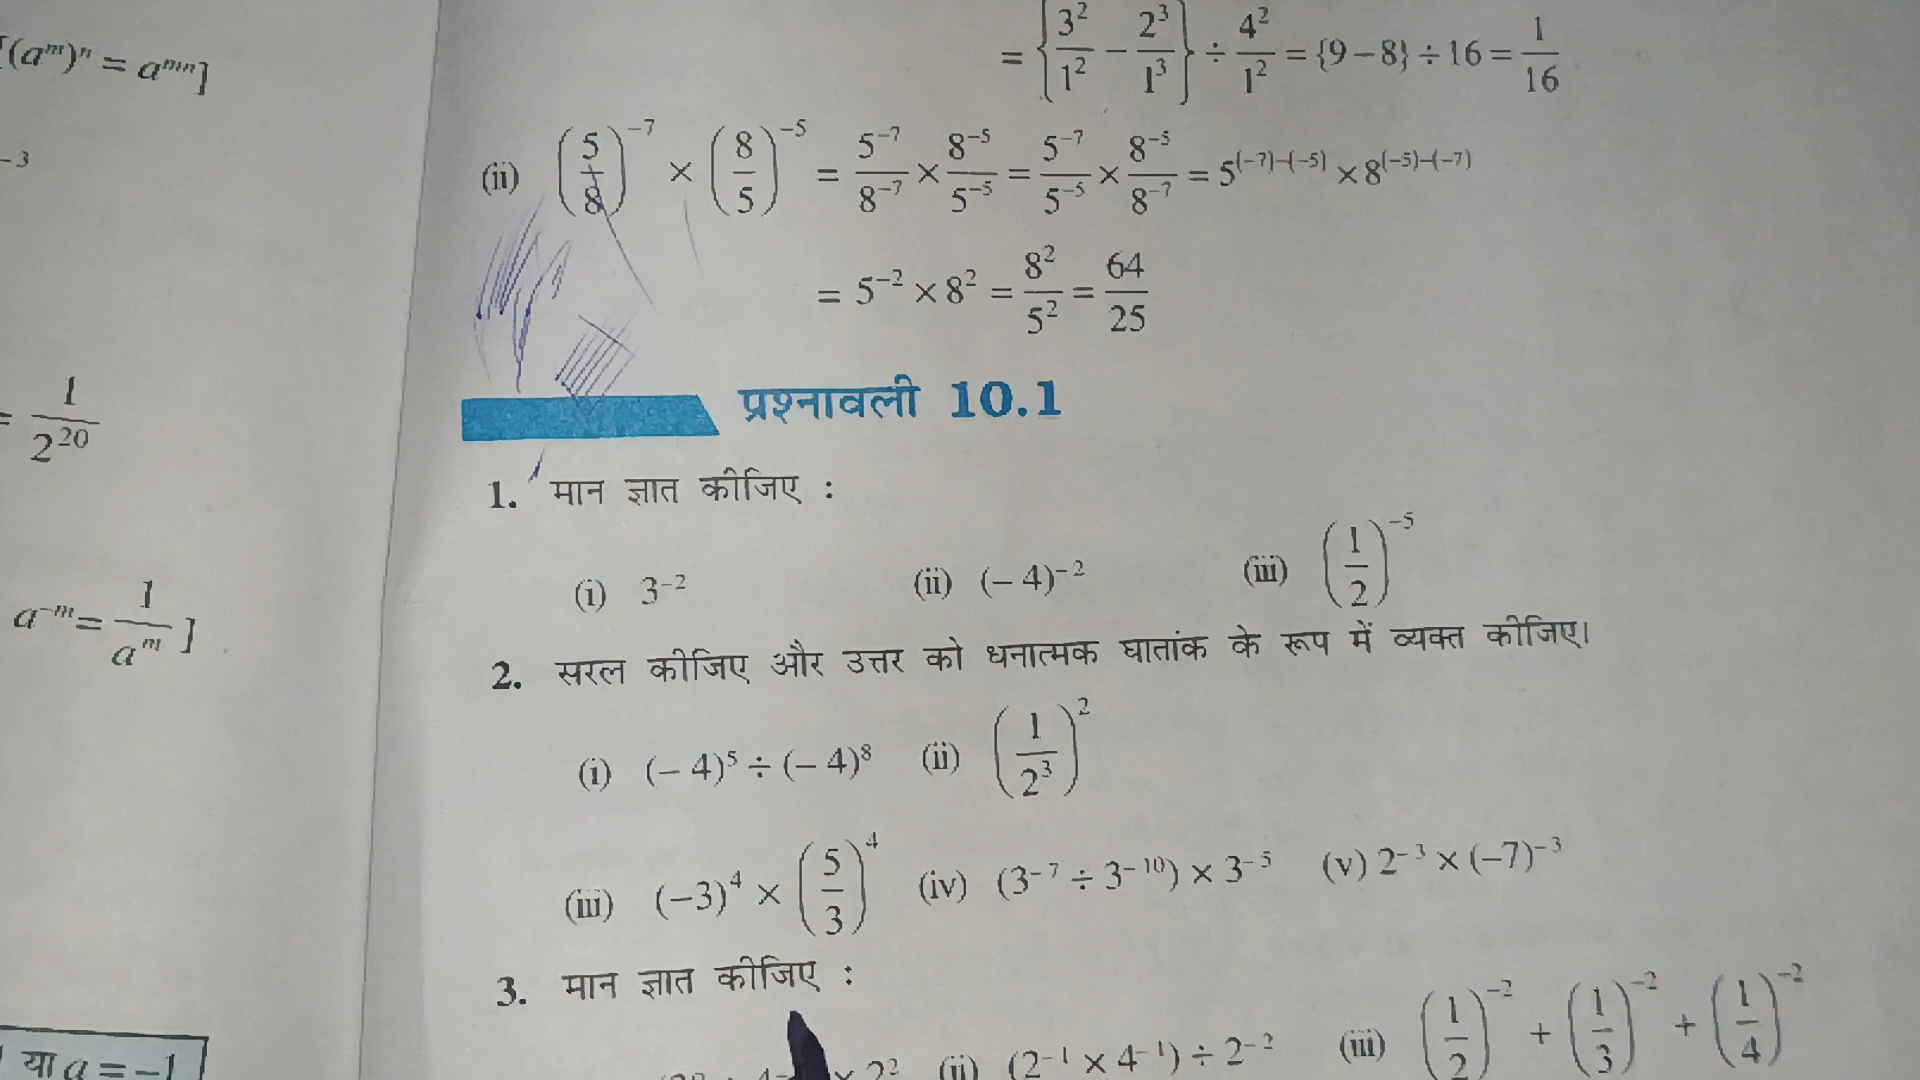 [(aᵐ)ⁿ = aᵐⁿ]
-3
= 1/2²⁰
a⁻ᵐ = 1/aᵐ ]
या a = -1
= {3²/1² - 2³/1³} ÷ 4²/1² = {9 - 8} ÷ 16 = 1/16
(ii) (5/8)⁻⁷ × (8/5)⁻⁵ = 5⁻⁷/8⁻⁷ × 8⁻⁵/5⁻⁵ = 5⁻⁷/5⁻⁵ × 8⁻⁵/8⁻⁷ = 5⁽⁻⁷⁾⁻⁽⁻⁵⁾ × 8⁽⁻⁵⁾⁻⁽⁻⁷⁾
= 5⁻² × 8² = 8²/5² = 64/25
प्रश्नावली 10.1
1. मान ज्ञात कीजिए :
(i) 3⁻² (ii) (– 4)⁻² (iii) (1/2)⁻⁵
2. सरल कीजिए और उत्तर को धनात्मक घातांक के रूप में व्यक्त कीजिए।
(i) (– 4)⁵ ÷ (– 4)⁸ (ii) (1/2³)²
(iii) (–3)⁴ × (5/3)⁴ (iv) (3⁻⁷ ÷ 3⁻¹⁰) × 3⁻⁵ (v) 2⁻³ × (–7)⁻³
3. मान ज्ञात कीजिए :
(ii) (2⁻¹ × 4⁻¹) ÷ 2⁻² (iii) (1/2)⁻² + (1/3)⁻² + (1/4)⁻²